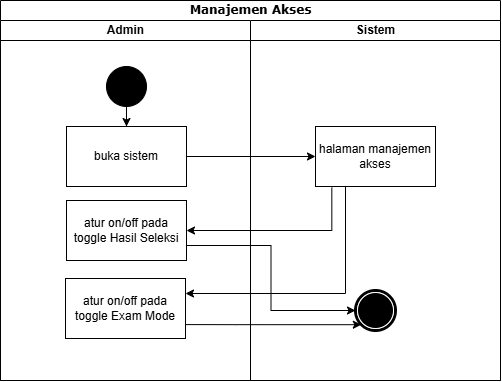 Manajemen Akses
Admin
Sistem
buka sistem
halaman manajemen
akses
atur on/off pada
toggle Hasil Seleksi
atur on/off pada
toggle Exam Mode